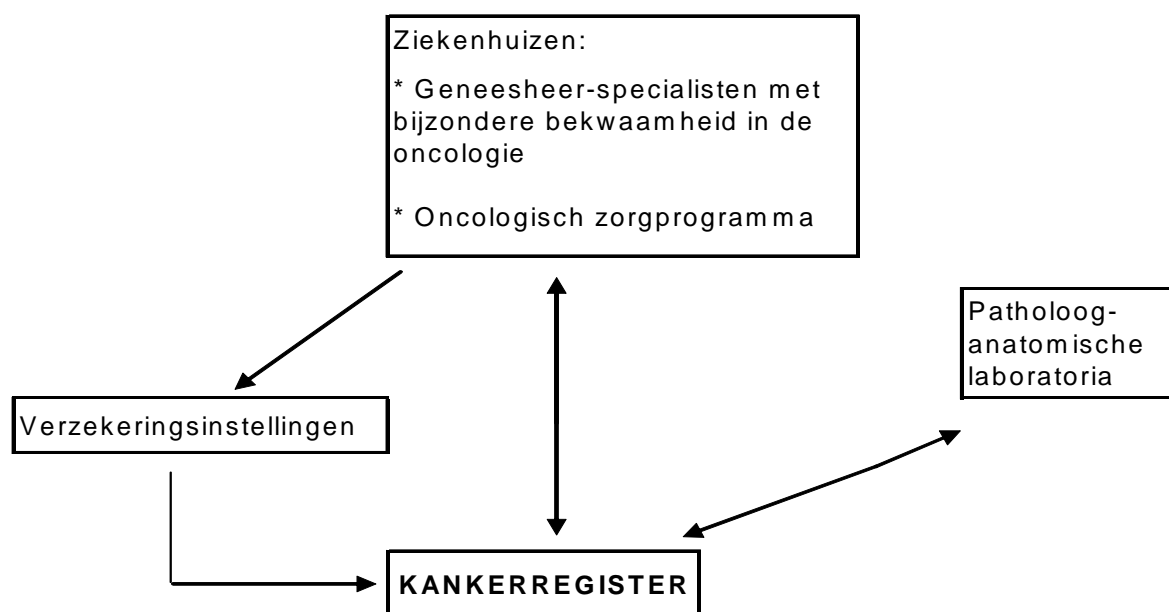 Ziekenhuizen:
* Geneesheer-specialisten met
bijzondere bekwaamheid in de
oncologie
* Oncologisch zorgprogramma
Patholoog-
anatomische
laboratoria
Verzekeringsinstellingen
KANKERREGISTER